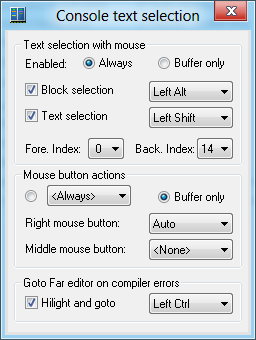 Console text selection
Text selection with mouse
Enabled: Always Buffer only
Block selection Left Alt
Text selection Left Shift
Fore. Index: 0 Back. Index: 14
Mouse button actions
<Always> Buffer only
Right mouse button: Auto
Middle mouse button: <None>
Goto Far editor on compiler errors
Hilight and goto Left Ctrl